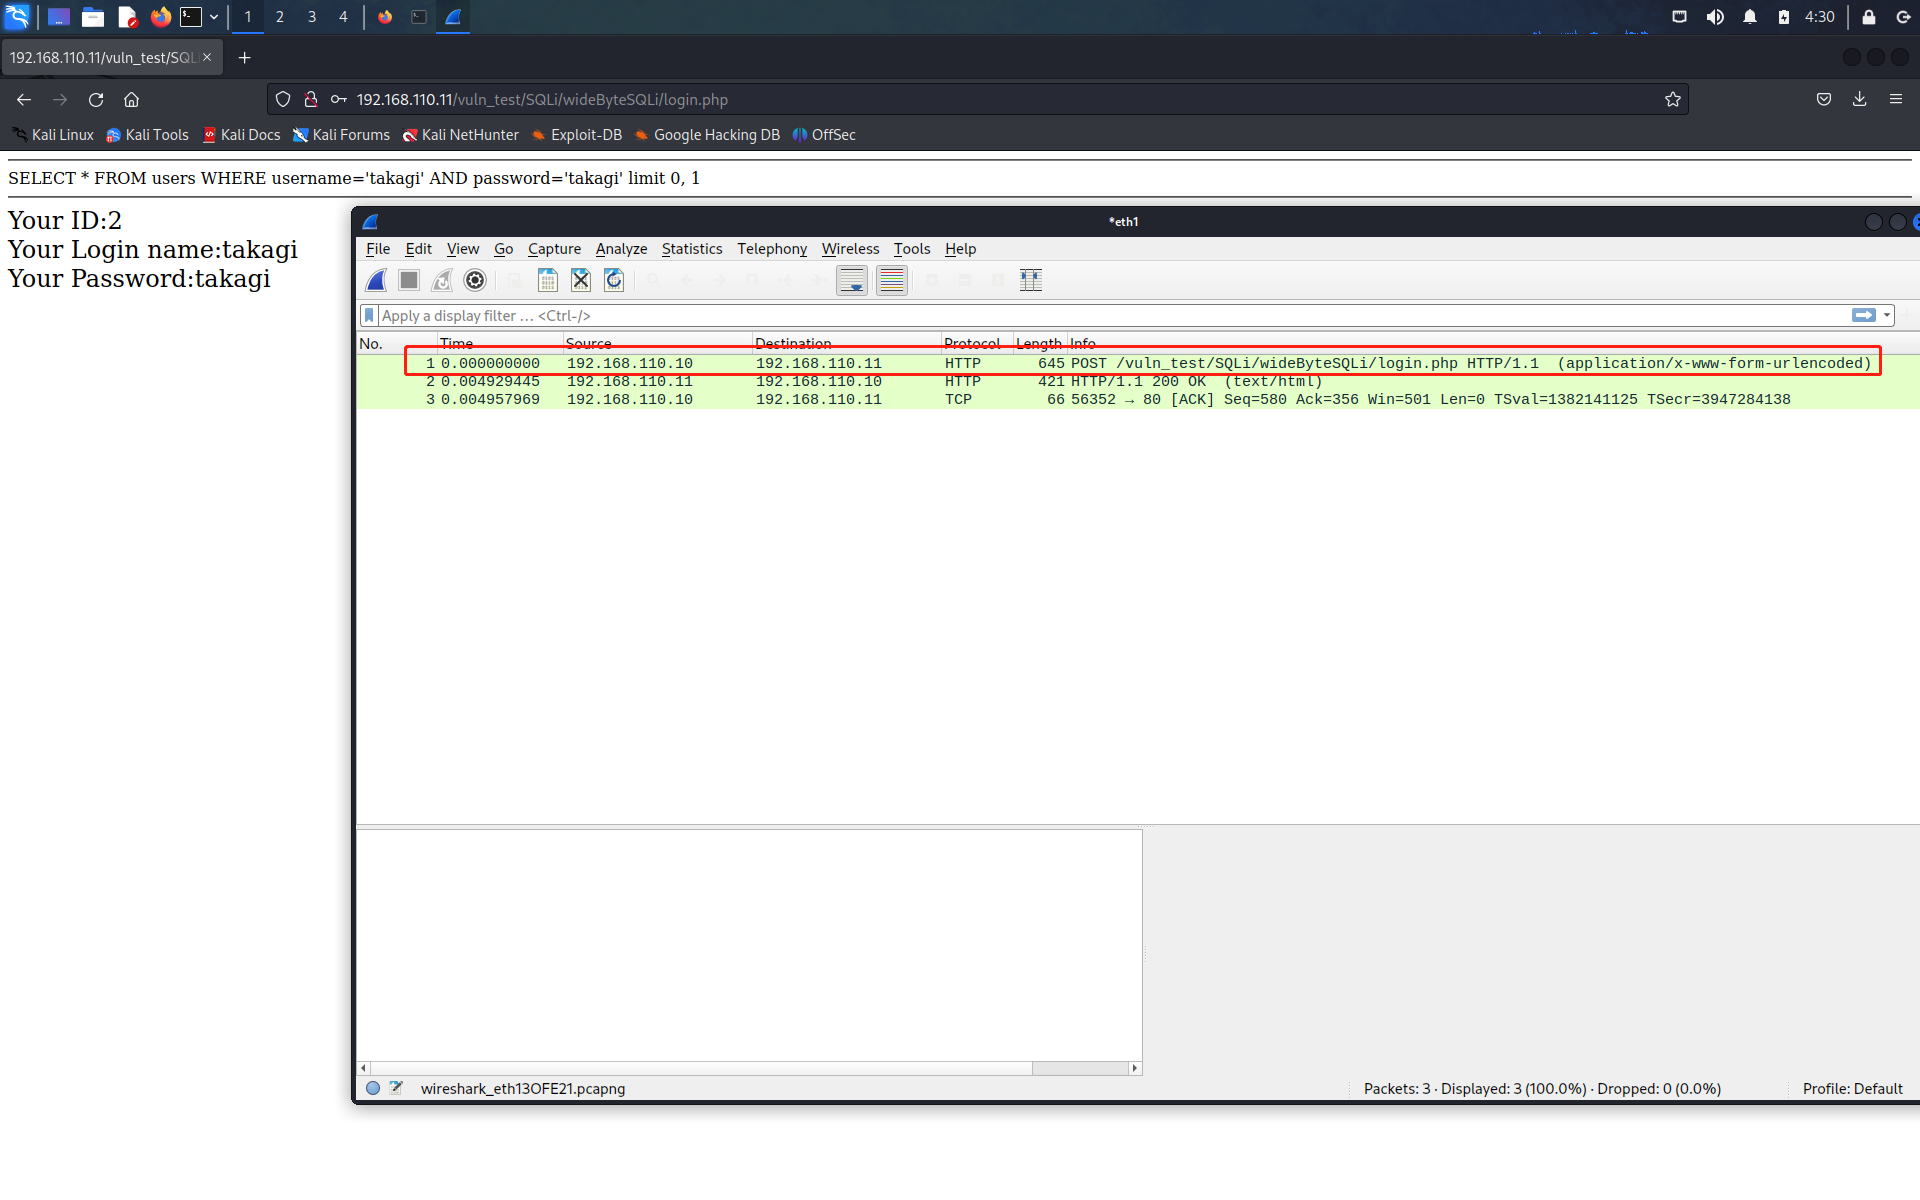 1 2 3 4 4:30
192.168.110.11/vuln_test/SQL
192.168.110.11/vuln_test/SQLi/wideByteSQLi/login.php
Kali Linux Kali Tools Kali Docs Kali Forums Kali NetHunter Exploit-DB Google Hacking DB OffSec
SELECT * FROM users WHERE username='takagi' AND password='takagi' limit 0, 1
Your ID:2
Your Login name:takagi
Your Password:takagi
*eth1
File Edit View Go Capture Analyze Statistics Telephony Wireless Tools Help
Apply a display filter … <Ctrl-/>
No. Time Source Destination Protocol Length Info
1 0.000000000 192.168.110.10 192.168.110.11 HTTP 645 POST /vuln_test/SQLi/wideByteSQLi/login.php HTTP/1.1 (application/x-www-form-urlencoded)
2 0.004929445 192.168.110.11 192.168.110.10 HTTP 421 HTTP/1.1 200 OK (text/html)
3 0.004957969 192.168.110.10 192.168.110.11 TCP 66 56352 → 80 [ACK] Seq=580 Ack=356 Win=501 Len=0 TSval=1382141125 TSecr=3947284138
wireshark_eth13OFE21.pcapng Packets: 3 · Displayed: 3 (100.0%) · Dropped: 0 (0.0%) Profile: Default